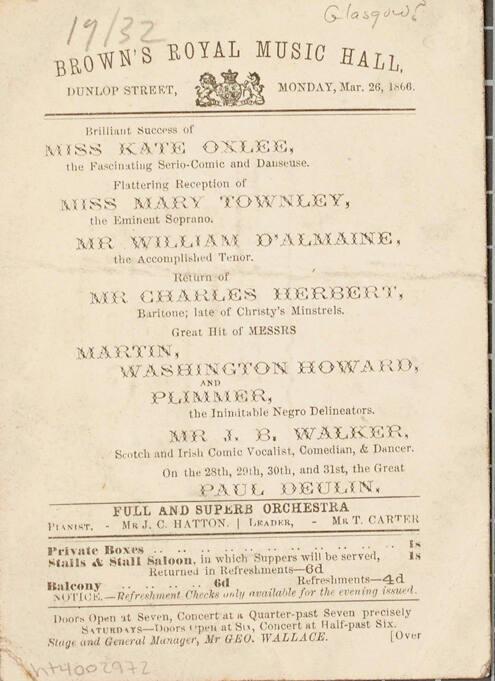 19/32
Glasgow
BROWN'S ROYAL MUSIC HALL,
DUNLOP STREET, MONDAY, Mar. 26, 1866.
Brilliant Success of
MISS KATE OXLEE,
the Fascinating Serio-Comic and Danseuse.
Flattering Reception of
MISS MARY TOWNLEY,
the Eminent Soprano.
MR WILLIAM D'ALMAINE,
the Accomplished Tenor.
Return of
MR CHARLES HERBERT,
Baritone; late of Christy's Minstrels.
Great Hit of MESSRS
MARTIN,
WASHINGTON HOWARD,
AND
PLIMMER,
the Inimitable Negro Delineators.
MR J. B. WALKER,
Scotch and Irish Comic Vocalist, Comedian, & Dancer.
On the 28th, 29th, 30th, and 31st, the Great
PAUL DEULIN,
FULL AND SUPERB ORCHESTRA
PIANIST, - MR J. C. HATTON. | LEADER, - MR T. CARTER
Private Boxes .. .. .. .. .. .. .. .. .. .. .. 1s
Stalls & Stall Saloon, in which Suppers will be served, 1s
Returned in Refreshments—6d
Balcony .. .. .. .. 6d Refreshments—4d
NOTICE.—Refreshment Checks only available for the evening issued.
Doors Open at Seven, Concert at a Quarter-past Seven precisely
SATURDAYS—Doors Open at Six, Concert at Half-past Six.
Stage and General Manager, Mr GEO. WALLACE. [Over
ht4002972